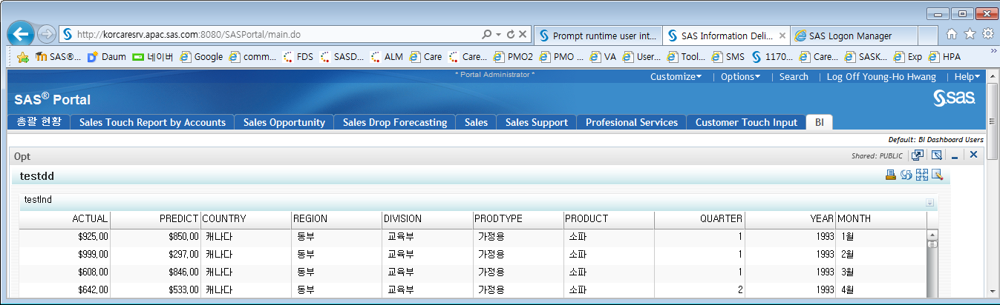 http://korcaresrv.apac.sas.com:8080/SASPortal/main.do
Prompt runtime user int...
SAS Information Deli...
SAS Logon Manager
SAS®... Daum 네이버 Google comm... FDS SASD... ALM Care Care... PMO2 PMO ... VA User... Tool... SMS 1170... Care... SASK... Exp HPA
* Portal Administrator *
Customize | Options | Search | Log Off Young-Ho Hwang | Help
SAS® Portal
sas
총괄 현황 Sales Touch Report by Accounts Sales Opportunity Sales Drop Forecasting Sales Sales Support Profesional Services Customer Touch Input BI
Default: BI Dashboard Users
Opt Shared: PUBLIC
testdd
testInd
ACTUAL PREDICT COUNTRY REGION DIVISION PRODTYPE PRODUCT QUARTER YEAR MONTH
$925,00 $850,00 캐나다 동부 교육부 가정용 소파 1 1993 1월
$999,00 $297,00 캐나다 동부 교육부 가정용 소파 1 1993 2월
$608,00 $846,00 캐나다 동부 교육부 가정용 소파 1 1993 3월
$642,00 $533,00 캐나다 동부 교육부 가정용 소파 2 1993 4월